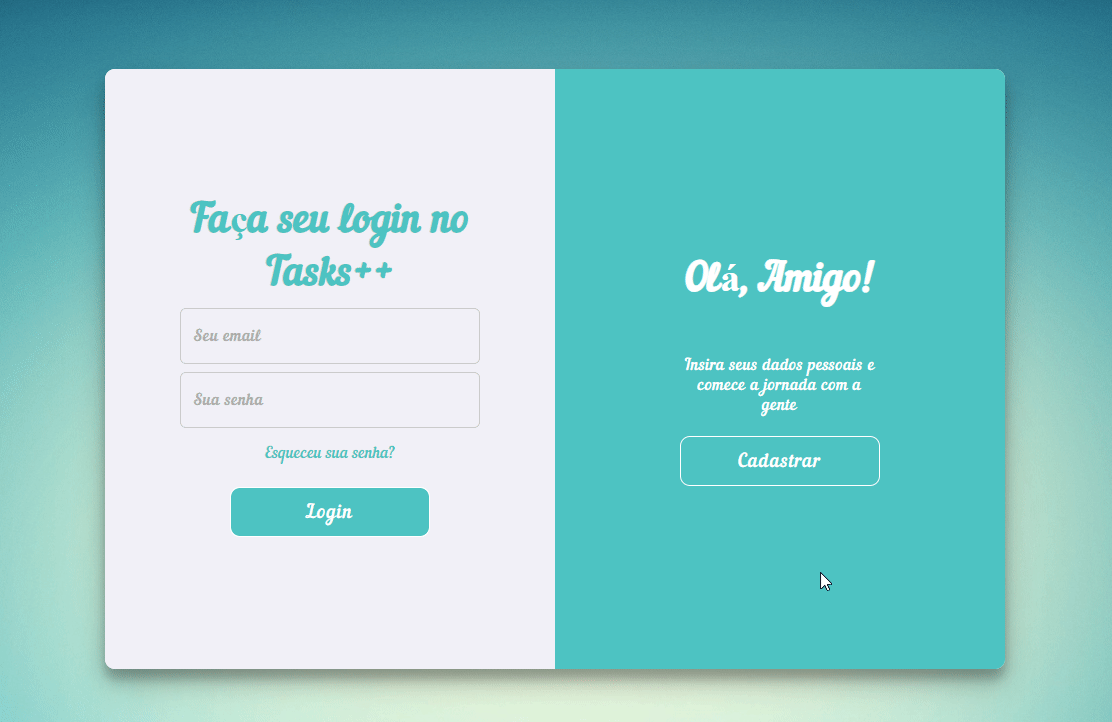 Faça seu login no
Tasks++
Seu email
Sua senha
Esqueceu sua senha?
Login
Olá, Amigo!
Insira seus dados pessoais e
comece a jornada com a
gente
Cadastrar